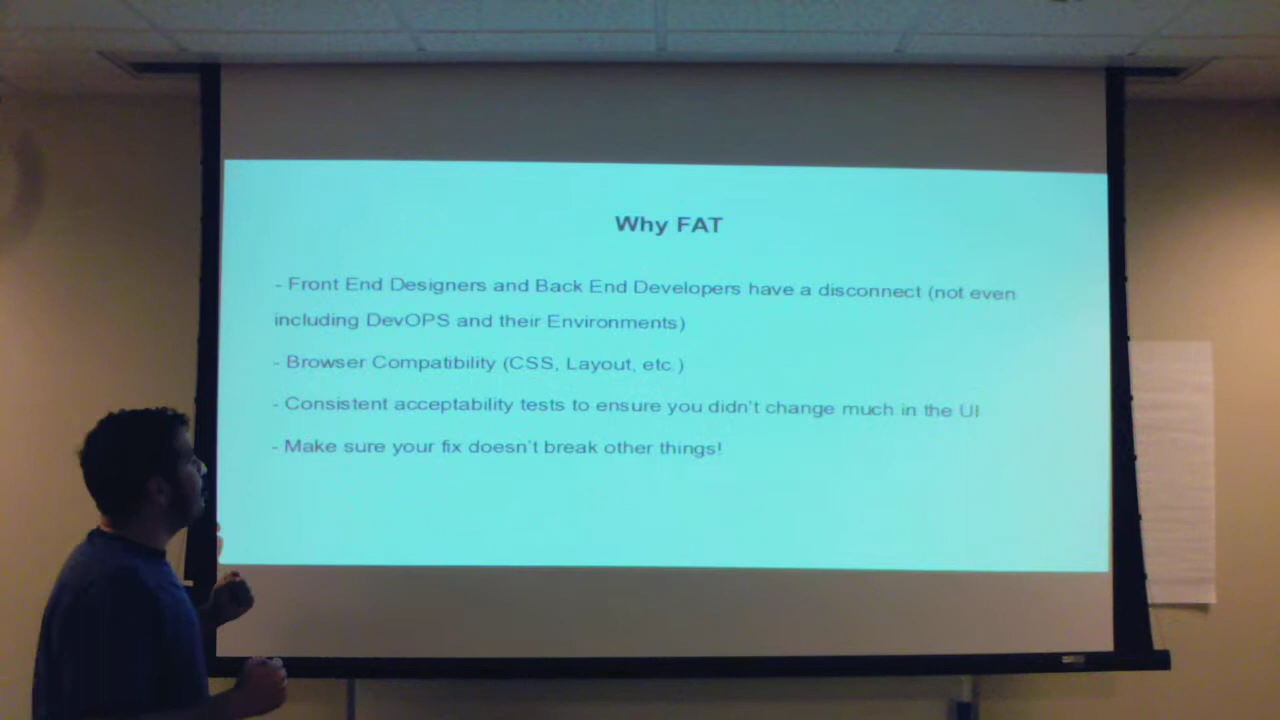 Why FAT
- Front End Designers and Back End Developers have a disconnect (not even
including DevOPS and their Environments)
- Browser Compatibility (CSS, Layout, etc.)
- Consistent acceptability tests to ensure you didn't change much in the UI
- Make sure your fix doesn't break other things!